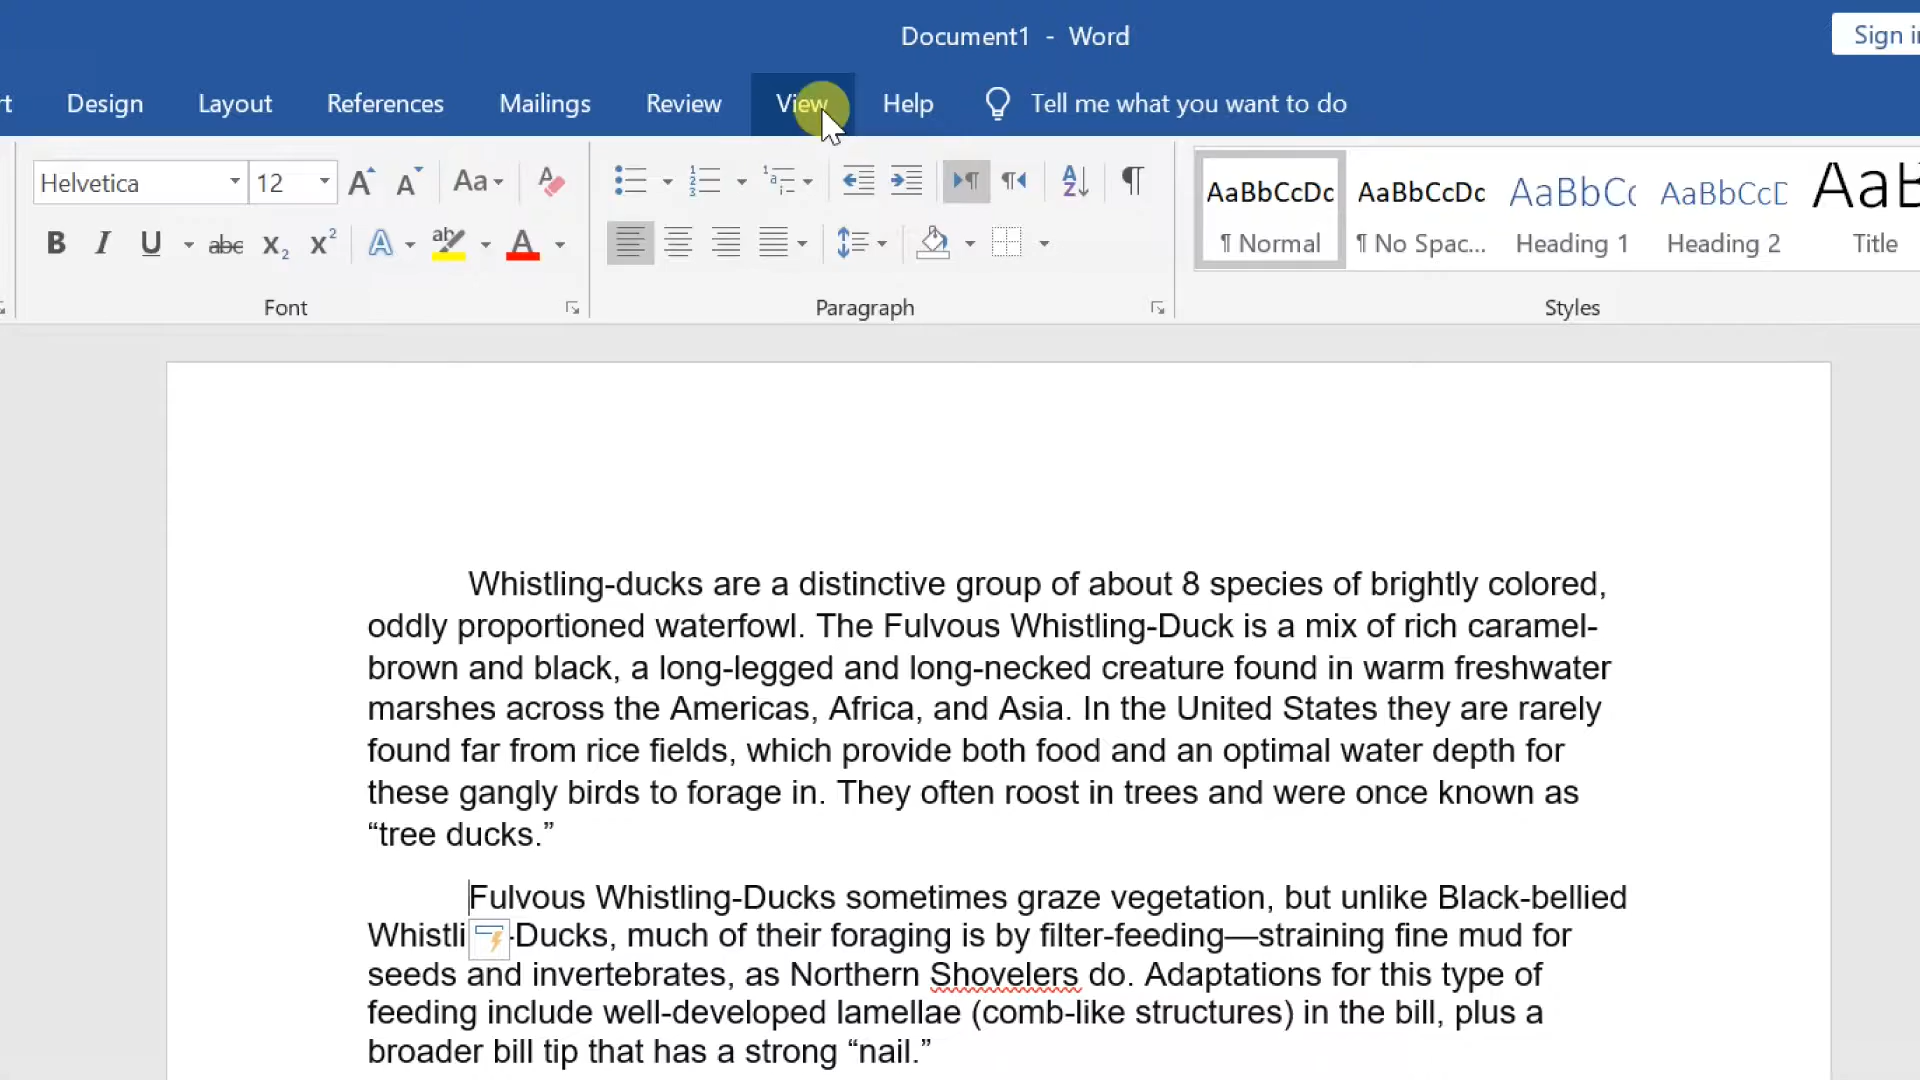 Document1 - Word
Sign in
rt Design Layout References Mailings Review View Help Tell me what you want to do
Helvetica 12 Aa
B I U abc X₂ X² A ab A
Font
Paragraph
AaBbCcDc AaBbCcDc AaBbCc AaBbCcD AaB
¶ Normal ¶ No Spac... Heading 1 Heading 2 Title
Styles
Whistling-ducks are a distinctive group of about 8 species of brightly colored,
oddly proportioned waterfowl. The Fulvous Whistling-Duck is a mix of rich caramel-
brown and black, a long-legged and long-necked creature found in warm freshwater
marshes across the Americas, Africa, and Asia. In the United States they are rarely
found far from rice fields, which provide both food and an optimal water depth for
these gangly birds to forage in. They often roost in trees and were once known as
“tree ducks.”
Fulvous Whistling-Ducks sometimes graze vegetation, but unlike Black-bellied
Whistli -Ducks, much of their foraging is by filter-feeding—straining fine mud for
seeds and invertebrates, as Northern Shovelers do. Adaptations for this type of
feeding include well-developed lamellae (comb-like structures) in the bill, plus a
broader bill tip that has a strong “nail.”